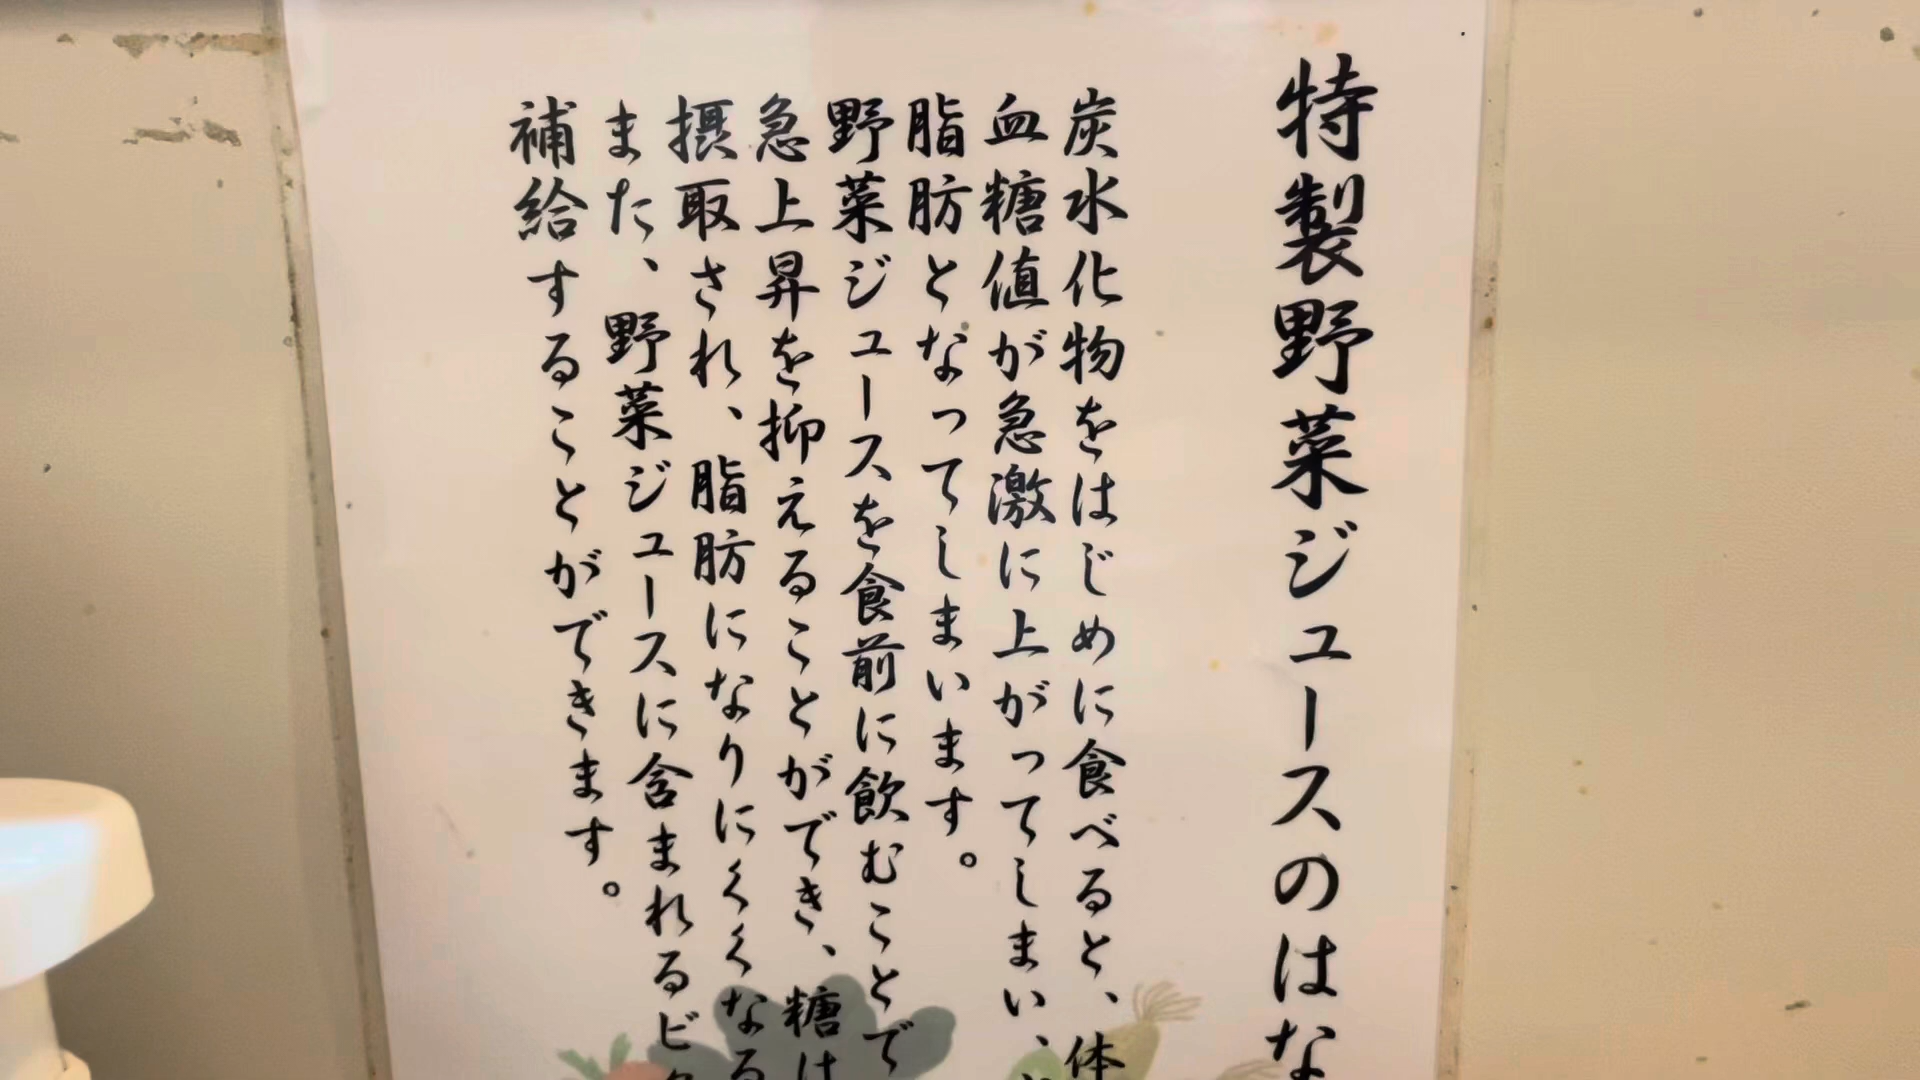 特製野菜ジュースのはな
炭水化物をはじめに食べると、体
血糖値が急激に上がってしまい、
脂肪となってしまいます。
野菜ジュースを食前に飲むことで
急上昇を抑えることができ、糖は
摂取され、脂肪になりにくくなる
また、野菜ジュースに含まれるビタ
補給することができます。